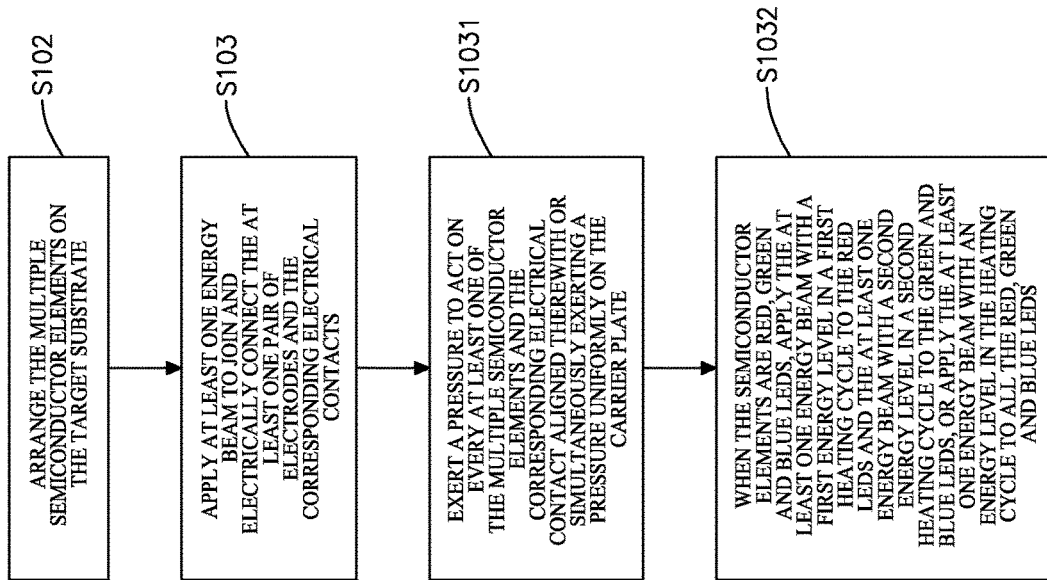 S102
ARRANGE THE MULTIPLE
SEMICONDUCTOR ELEMENTS ON
THE TARGET SUBSTRATE
S103
APPLY AT LEAST ONE ENERGY
BEAM TO JOIN AND
ELECTRICALLY CONNECT THE AT
LEAST ONE PAIR OF
ELECTRODES AND THE
CORRESPONDING ELECTRICAL
CONTACTS
S1031
EXERT A PRESSURE TO ACT ON
EVERY AT LEAST ONE OF
THE MULTIPLE SEMICONDUCTOR
ELEMENTS AND THE
CORRESPONDING ELECTRICAL
CONTACT ALIGNED THEREWITH OR
SIMULTANEOUSLY EXERTING A
PRESSURE UNIFORMLY ON THE
CARRIER PLATE
S1032
WHEN THE SEMICONDUCTOR
ELEMENTS ARE RED, GREEN
AND BLUE LEDS, APPLY THE AT
LEAST ONE ENERGY BEAM WITH A
FIRST ENERGY LEVEL IN A FIRST
HEATING CYCLE TO THE RED
LEDS AND THE AT LEAST ONE
ENERGY BEAM WITH A SECOND
ENERGY LEVEL IN A SECOND
HEATING CYCLE TO THE GREEN AND
BLUE LEDS, OR APPLY THE AT LEAST
ONE ENERGY BEAM WITH AN
ENERGY LEVEL IN THE HEATING
CYCLE TO ALL THE RED, GREEN
AND BLUE LEDS